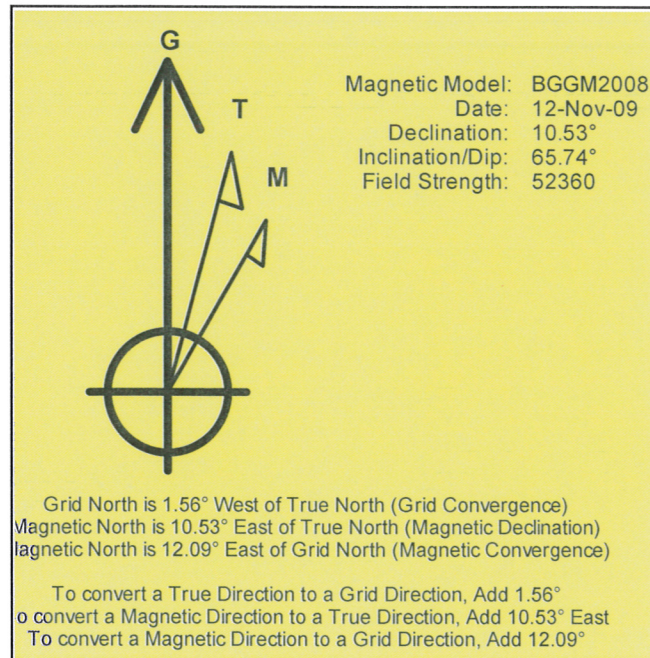 G
T
M
Magnetic Model: BGGM2008
Date: 12-Nov-09
Declination: 10.53°
Inclination/Dip: 65.74°
Field Strength: 52360
Grid North is 1.56° West of True North (Grid Convergence)
Magnetic North is 10.53° East of True North (Magnetic Declination)
lagnetic North is 12.09° East of Grid North (Magnetic Convergence)
To convert a True Direction to a Grid Direction, Add 1.56°
o convert a Magnetic Direction to a True Direction, Add 10.53° East
To convert a Magnetic Direction to a Grid Direction, Add 12.09°